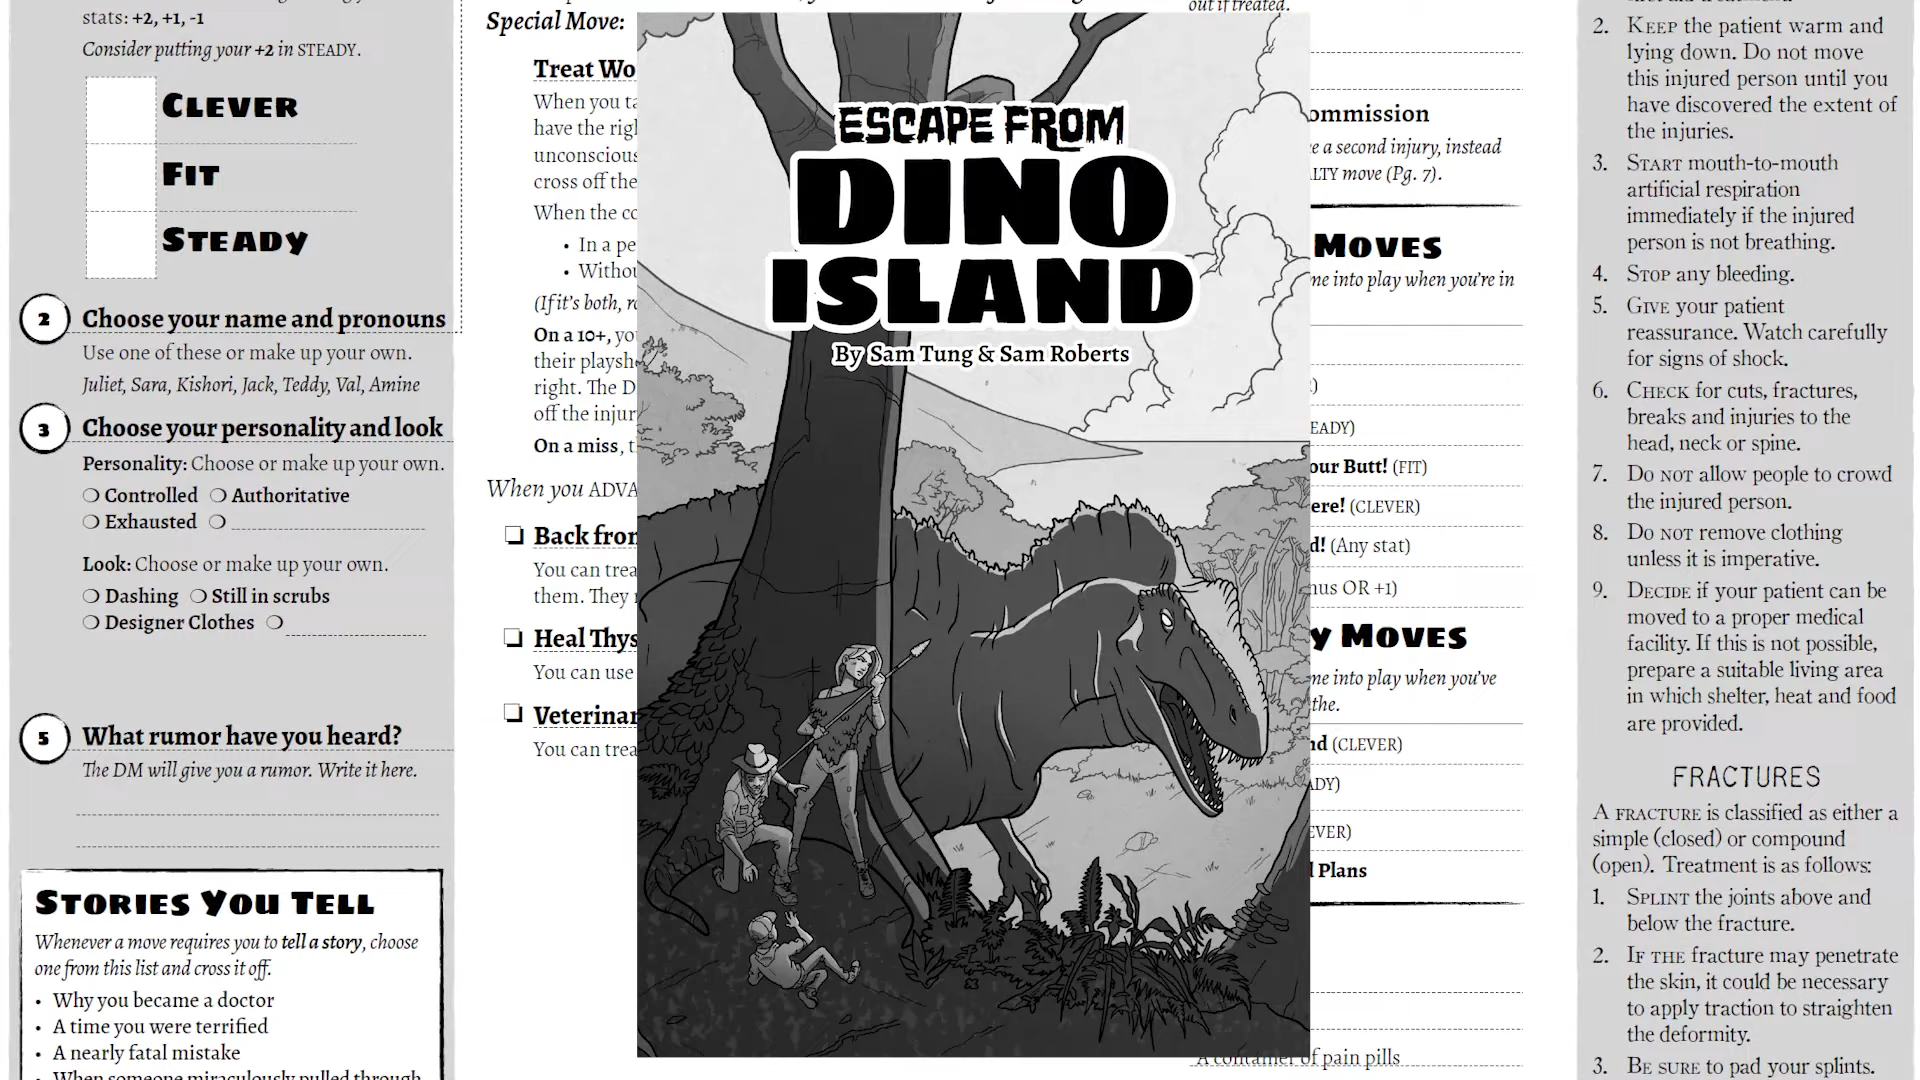 stats: +2, +1, -1
Consider putting your +2 in STEADY.
CLEVER
FIT
STEADY
2 Choose your name and pronouns
Use one of these or make up your own.
Juliet, Sara, Kishori, Jack, Teddy, Val, Amine
3 Choose your personality and look
Personality: Choose or make up your own.
Controlled Authoritative
Exhausted
Look: Choose or make up your own.
Dashing Still in scrubs
Designer Clothes
5 What rumor have you heard?
The DM will give you a rumor. Write it here.
STORIES YOU TELL
Whenever a move requires you to tell a story, choose
one from this list and cross it off.
• Why you became a doctor
• A time you were terrified
• A nearly fatal mistake
• When someone miraculously pulled through
Special Move:
Treat Wo
When you ta
have the rig
unconscious
cross off the
When the co
• In a pe
• Withou
(If it's both, ro
On a 10+, yo
their playsh
right. The D
off the injur
On a miss, t
When you ADVA
Back from
You can trea
them. They
Heal Thys
You can use
Veterinar
You can trea
ESCAPE FROM
DINO
ISLAND
By Sam Tung & Sam Roberts
out if treated.
ommission
e a second injury, instead
LTY move (Pg. 7).
MOVES
me into play when you're in
EADY)
our Butt! (FIT)
ere! (CLEVER)
d! (Any stat)
nus OR +1)
Y MOVES
me into play when you've
the.
nd (CLEVER)
ADY)
EVER)
l Plans
A container of pain pills
2. KEEP the patient warm and
lying down. Do not move
this injured person until you
have discovered the extent of
the injuries.
3. START mouth-to-mouth
artificial respiration
immediately if the injured
person is not breathing.
4. STOP any bleeding.
5. GIVE your patient
reassurance. Watch carefully
for signs of shock.
6. CHECK for cuts, fractures,
breaks and injuries to the
head, neck or spine.
7. DO NOT allow people to crowd
the injured person.
8. DO NOT remove clothing
unless it is imperative.
9. DECIDE if your patient can be
moved to a proper medical
facility. If this is not possible,
prepare a suitable living area
in which shelter, heat and food
are provided.
FRACTURES
A FRACTURE is classified as either a
simple (closed) or compound
(open). Treatment is as follows:
1. SPLINT the joints above and
below the fracture.
2. IF THE fracture may penetrate
the skin, it could be necessary
to apply traction to straighten
the deformity.
3. BE SURE to pad your splints.